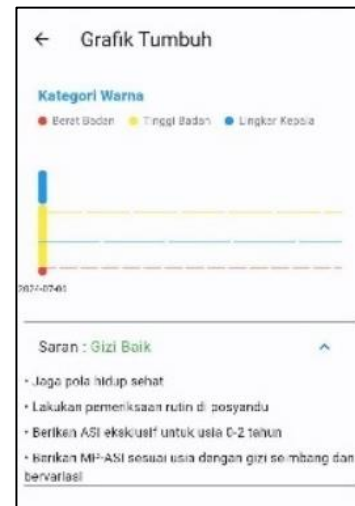 Grafik Tumbuh
Kategori Warna
Berat Badan Tinggi Badan Lingkar Kepala
2024-07-01
Saran : Gizi Baik
• Jaga pola hidup sehat
• Lakukan pemeriksaan rutin di posyandu
• Berikan ASI eksklusif untuk usia 0-2 tahun
• Berikan MP-ASI sesuai usia dengan gizi seimbang dan
bervariasi